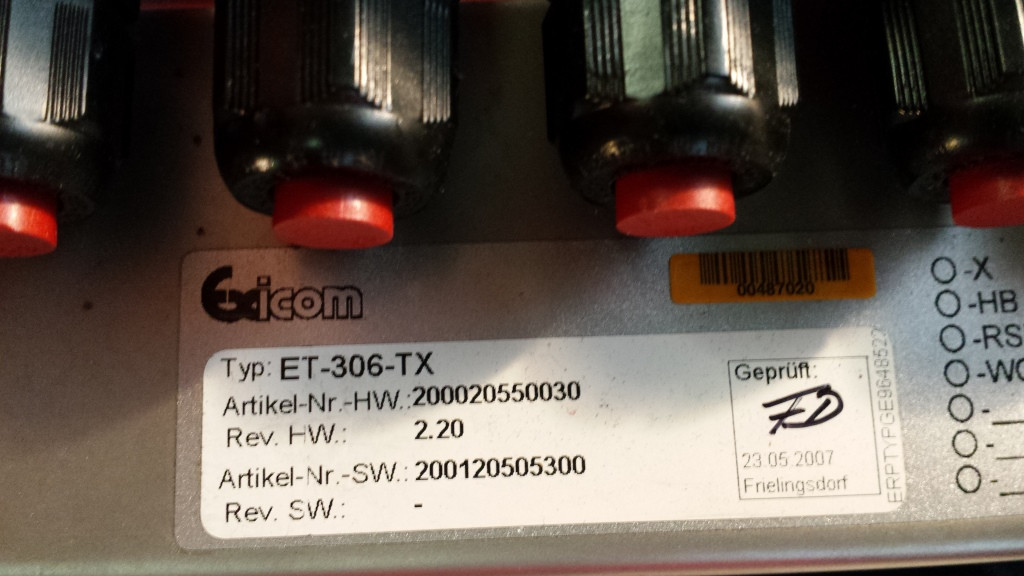 Exicom
00487020
Typ: ET-306-TX
Artikel-Nr.-HW.: 200020550030
Rev. HW.: 2.20
Artikel-Nr.-SW.: 200120505300
Rev. SW.: -
Geprüft:
FD
23.05.2007
Frielingsdorf
-X
-HB
-RS